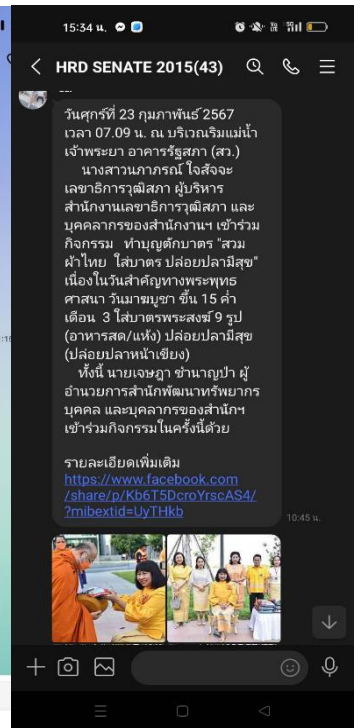 15:34 น.
HRD SENATE 2015(43)
วันศุกร์ที่ 23 กุมภาพันธ์ 2567
เวลา 07.09 น. ณ บริเวณริมแม่น้ำ
เจ้าพระยา อาคารรัฐสภา (สว.)
นางสาวนภาภรณ์ ใจสัจจะ
เลขาธิการวุฒิสภา ผู้บริหาร
สำนักงานเลขาธิการวุฒิสภา และ
บุคคลากรของสำนักงานฯ เข้าร่วม
กิจกรรม ทำบุญตักบาตร "สวม
ผ้าไทย ใส่บาตร ปล่อยปลามีสุข"
เนื่องในวันสำคัญทางพระพุทธ
ศาสนา วันมาฆบูชา ขึ้น 15 ค่ำ
เดือน 3 ใส่บาตรพระสงฆ์ 9 รูป
(อาหารสด/แห้ง) ปล่อยปลามีสุข
(ปล่อยปลาหน้าเขียง)
ทั้งนี้ นายเจษฎา ชำนาญป่า ผู้
อำนวยการสำนักพัฒนาทรัพยากร
บุคคล และบุคลากรของสำนักฯ
เข้าร่วมกิจกรรมในครั้งนี้ด้วย
รายละเอียดเพิ่มเติม
https://www.facebook.com
/share/p/Kb6T5DcroYrscAS4/
?mibextid=UyTHkb
10:45 น.